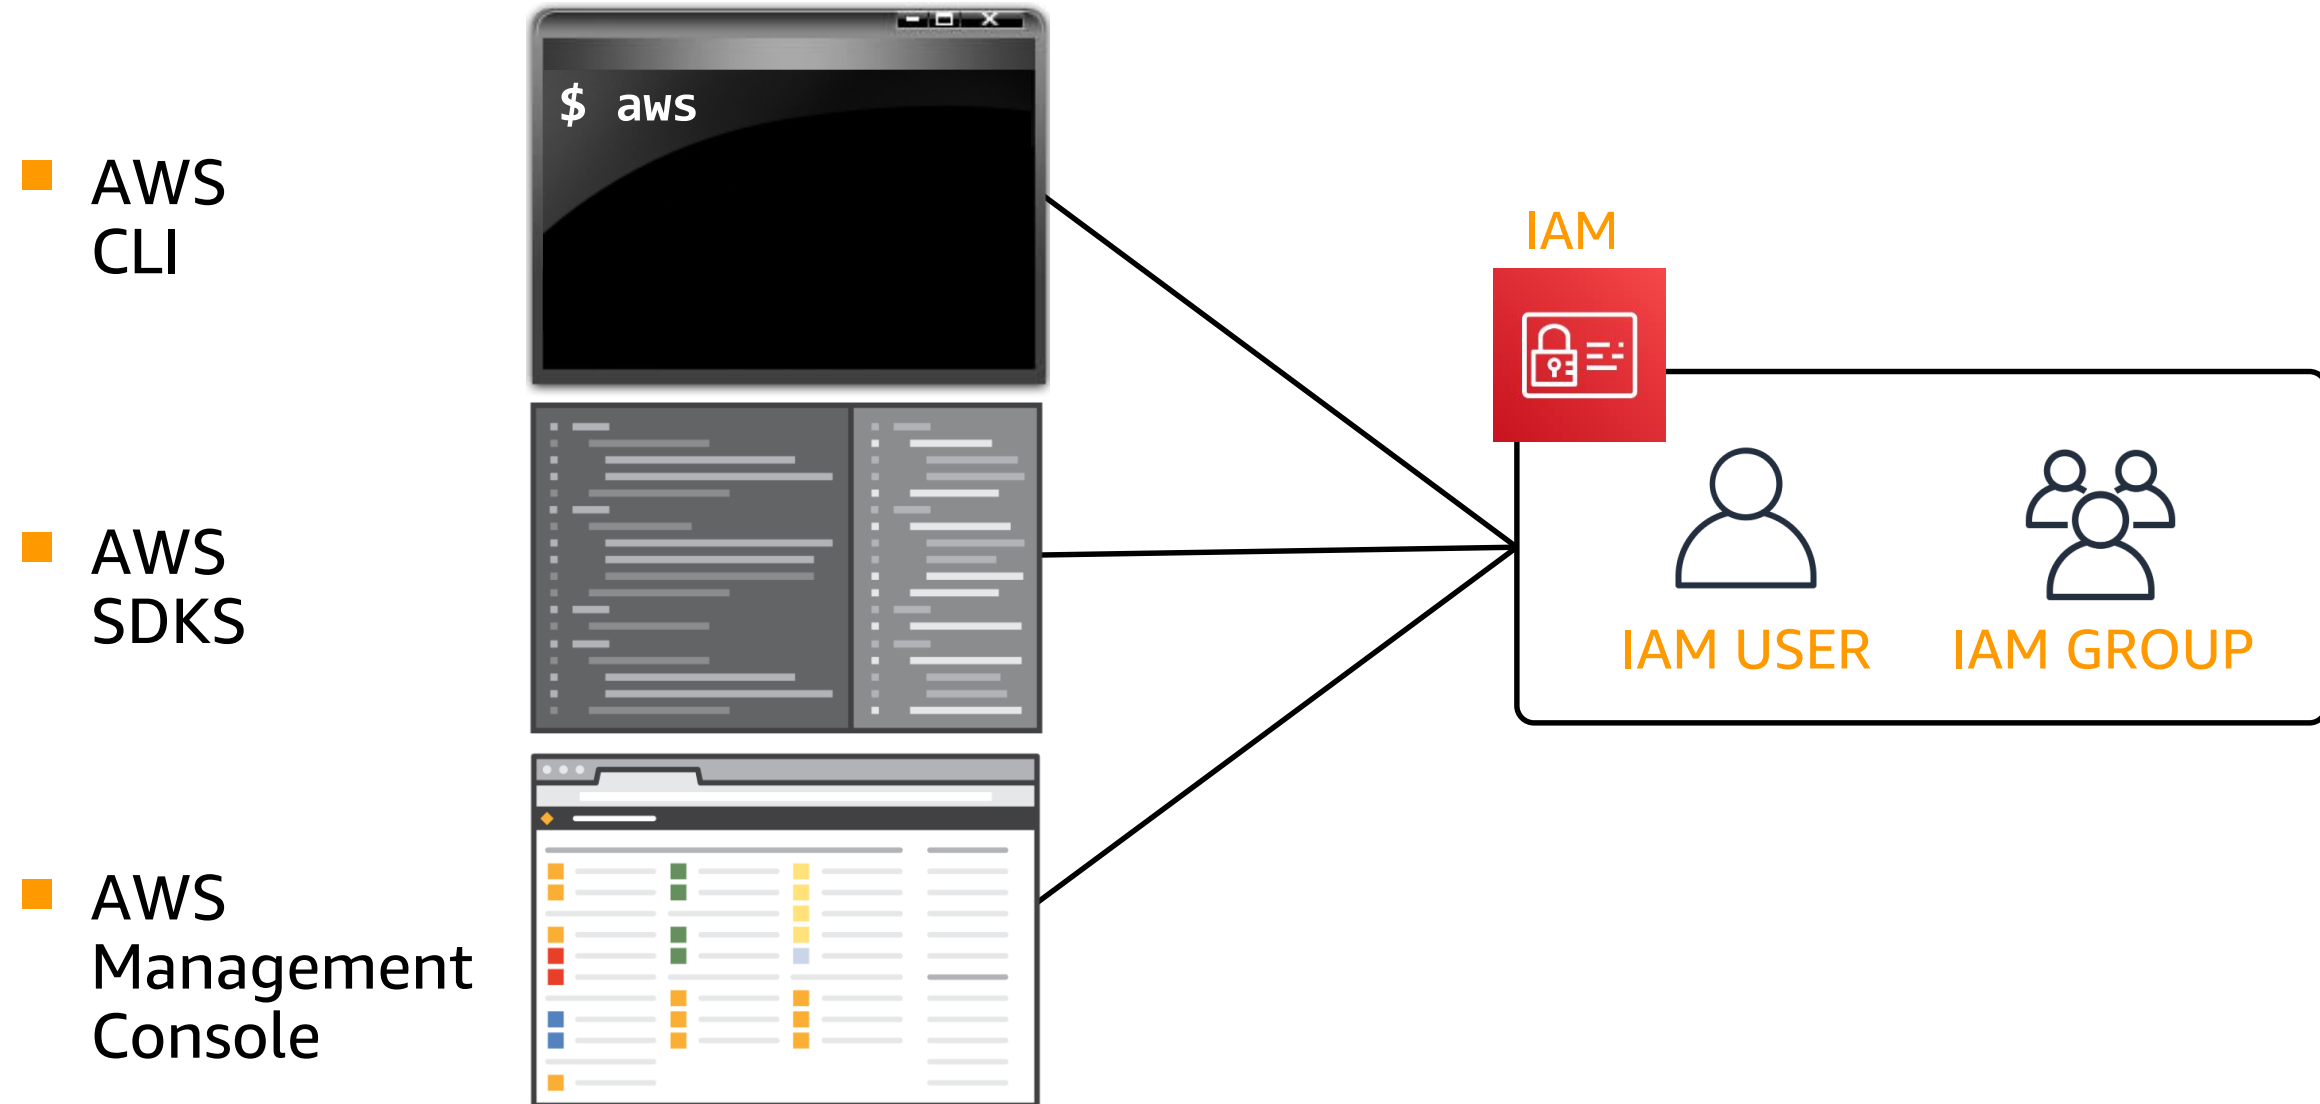 $ aws
AWS
CLI
IAM
AWS
SDKS
IAM USER
IAM GROUP
AWS
Management
Console